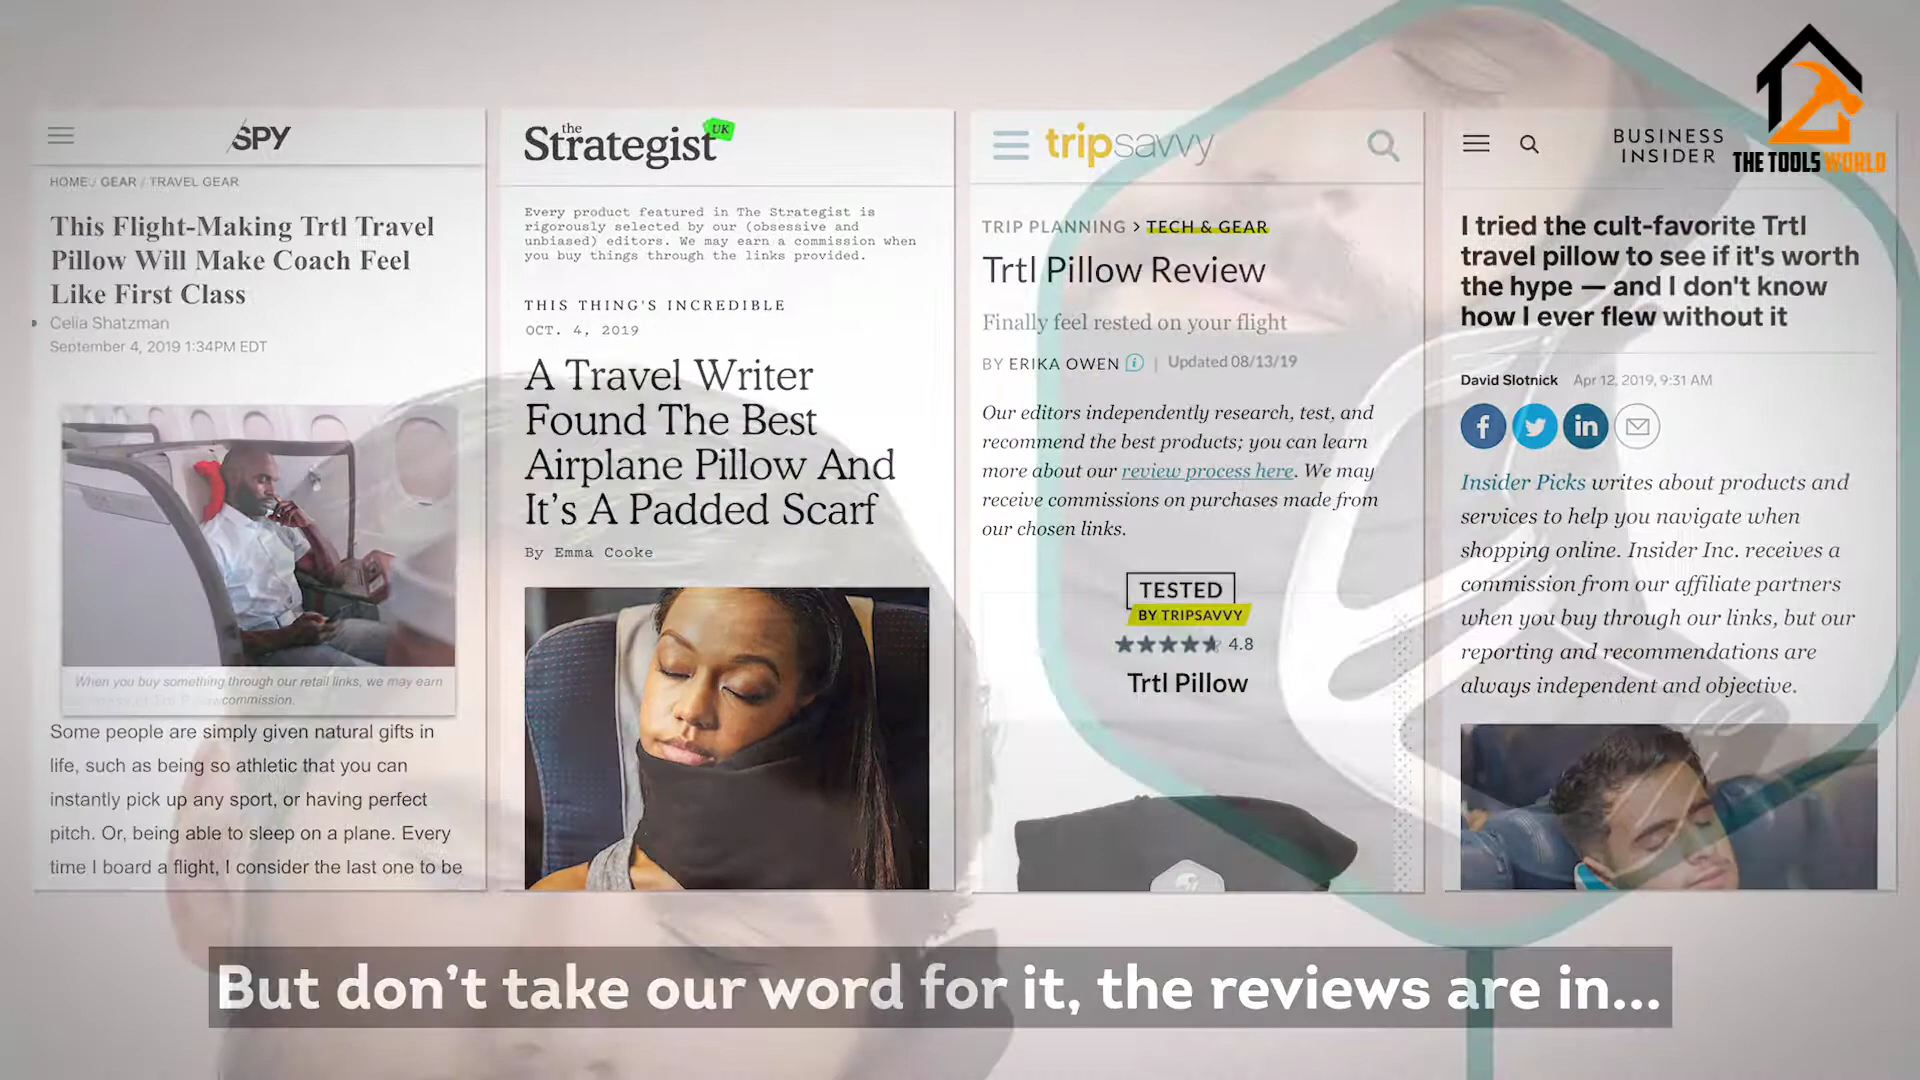 SPY
HOME / GEAR / TRAVEL GEAR
This Flight-Making Trtl Travel
Pillow Will Make Coach Feel
Like First Class
Celia Shatzman
September 4, 2019 1:34PM EDT
When you buy something through our retail links, we may earn
commission.
Some people are simply given natural gifts in
life, such as being so athletic that you can
instantly pick up any sport, or having perfect
pitch. Or, being able to sleep on a plane. Every
time I board a flight, I consider the last one to be
the
Strategist UK
Every product featured in The Strategist is
rigorously selected by our (obsessive and
unbiased) editors. We may earn a commission when
you buy things through the links provided.
THIS THING'S INCREDIBLE
OCT. 4, 2019
A Travel Writer
Found The Best
Airplane Pillow And
It's A Padded Scarf
By Emma Cooke
tripsavvy
TRIP PLANNING > TECH & GEAR
Trtl Pillow Review
Finally feel rested on your flight
BY ERIKA OWEN i | Updated 08/13/19
Our editors independently research, test, and
recommend the best products; you can learn
more about our review process here. We may
receive commissions on purchases made from
our chosen links.
TESTED
BY TRIPSAVVY
4.8
Trtl Pillow
BUSINESS
INSIDER
I tried the cult-favorite Trtl
travel pillow to see if it's worth
the hype — and I don't know
how I ever flew without it
David Slotnick Apr 12, 2019, 9:31 AM
Insider Picks writes about products and
services to help you navigate when
shopping online. Insider Inc. receives a
commission from our affiliate partners
when you buy through our links, but our
reporting and recommendations are
always independent and objective.
THE TOOLS WORLD
But don't take our word for it, the reviews are in...